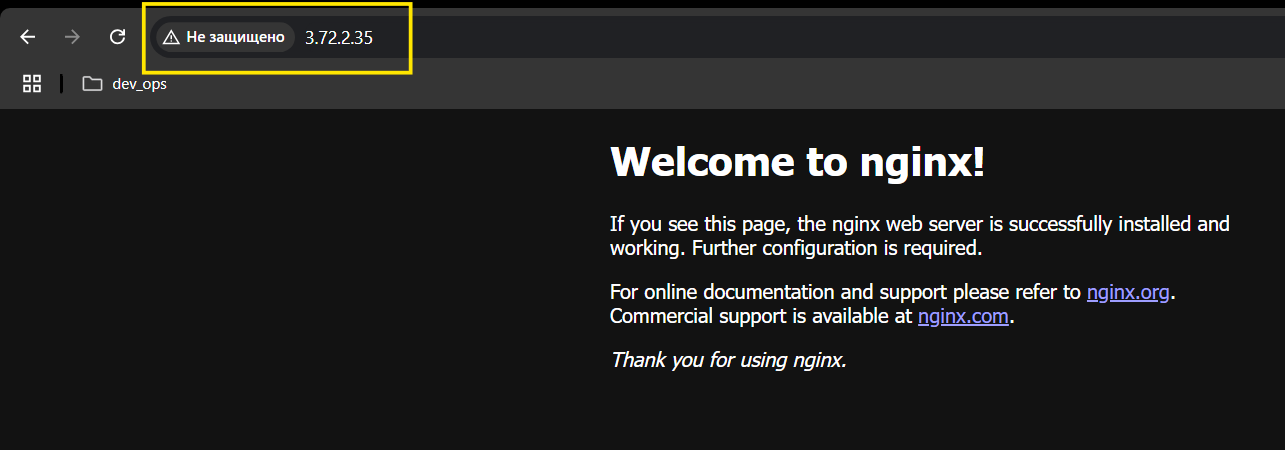 Не защищено 3.72.2.35
dev_ops
Welcome to nginx!
If you see this page, the nginx web server is successfully installed and
working. Further configuration is required.
For online documentation and support please refer to nginx.org.
Commercial support is available at nginx.com.
Thank you for using nginx.